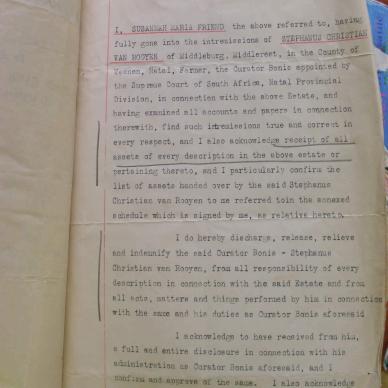 I, SUSANNAH MARIA FRIEND the above referred to, having
fully gone into the intromissions of STEPHANUS CHRISTIAN
VAN ROOYEN of Middleburg, Middlerest, in the County of
Weenen, Natal, Farmer, the Curator Bonis appointed by
the Supreme Court of South Africa, Natal Provincial
Division, in connection with the above Estate, and
having examined all accounts and papers in connection
therewith, find such intromissions true and correct in
every respect, and I also acknowledge receipt of all
assets of every description in the above estate or
pertaining thereto, and I particularly confirm the
list of assets handed over by the said Stephanus
Christian van Rooyen to me referred to in the annexed
schedule which is signed by me, as relative hereto.
I do hereby discharge, release, relieve
and indemnify the said Curator Bonis - Stephanus
Christian van Rooyen, from all responsibility of every
description in connection with the said Estate and from
all acts, matters and things performed by him in connection
with the same and his duties as Curator Bonis aforesaid
I acknowledge to have received from him,
a full and entire disclosure in connection with his
administration as Curator Bonis aforesaid, and I
confirm and approve of the same. I also acknowledge